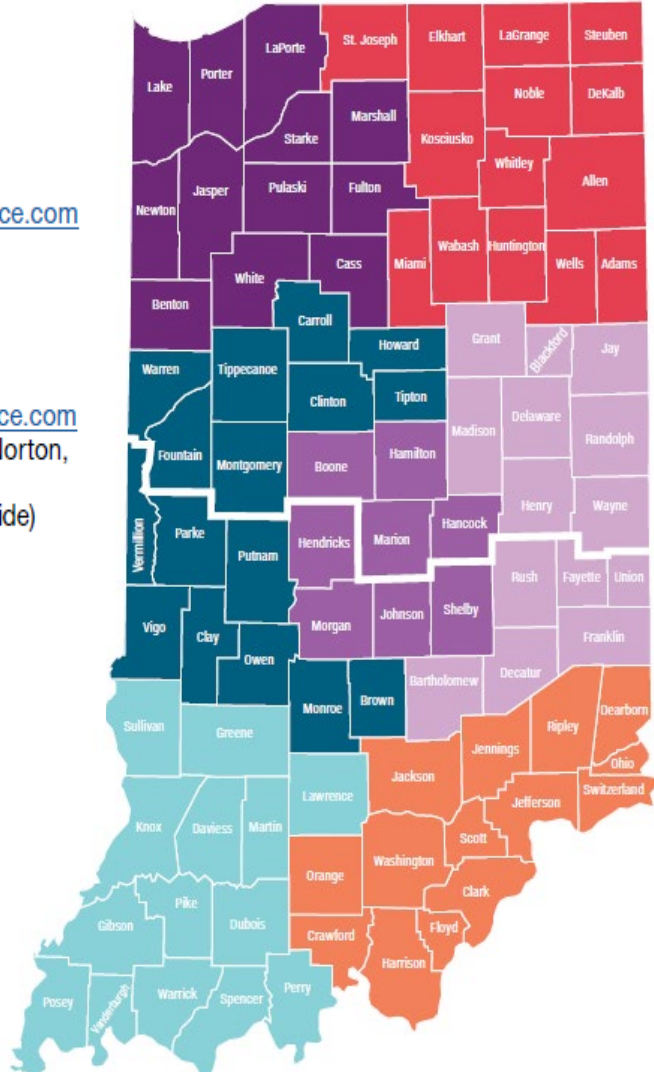 St. Joseph
Elkhart
LaGrange
Steuben
LaPorte
Porter
Lake
Noble
DeKalb
Marshall
Starke
Kosciusko
Whitley
Allen
Jasper
Pulaski
Fulton
Newton
ce.com
Wabash
Huntington
Miami
Wells
Adams
Cass
White
Benton
Carroll
Howard
Grant
Blackford
Jay
Warren
Tippecanoe
Clinton
Tipton
ce.com
Madison
Delaware
Randolph
lorton,
Fountain
Montgomery
Boone
Hamilton
Henry
Wayne
ide)
Vermillion
Parke
Putnam
Hendricks
Marion
Hancock
Rush
Fayette
Union
Vigo
Clay
Owen
Morgan
Johnson
Shelby
Franklin
Decatur
Bartholomew
Monroe
Brown
Sullivan
Greene
Ripley
Dearborn
Jennings
Ohio
Jackson
Switzerland
Lawrence
Jefferson
Knox
Daviess
Martin
Scott
Washington
Orange
Clark
Pike
Dubois
Gibson
Floyd
Crawford
Harrison
Posey
Vanderburgh
Warrick
Spencer
Perry